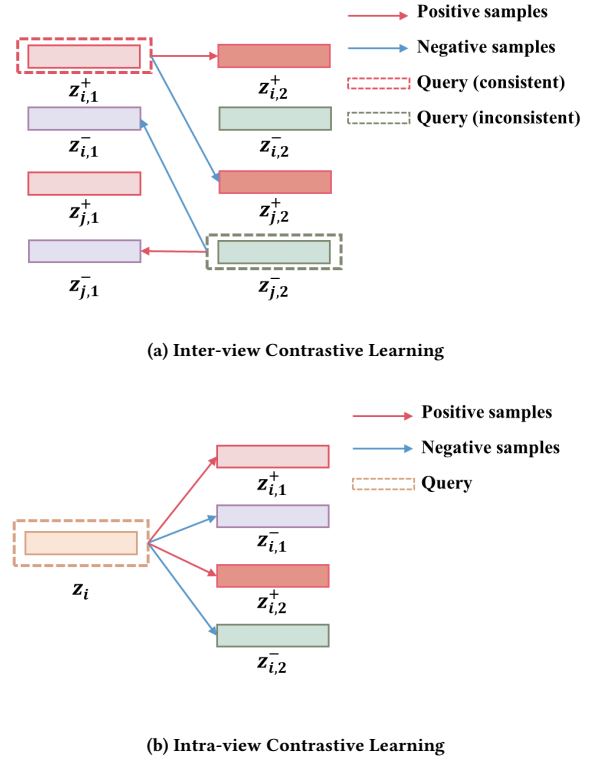 Positive samples
Negative samples
Query (consistent)
Query (inconsistent)
z⁺ᵢ,₁ z⁺ᵢ,₂
z⁻ᵢ,₁ z⁻ᵢ,₂
z⁺ⱼ,₁ z⁺ⱼ,₂
z⁻ⱼ,₁ z⁻ⱼ,₂
(a) Inter-view Contrastive Learning
Positive samples
Negative samples
Query
z⁺ᵢ,₁
z⁻ᵢ,₁
zᵢ
z⁺ᵢ,₂
z⁻ᵢ,₂
(b) Intra-view Contrastive Learning